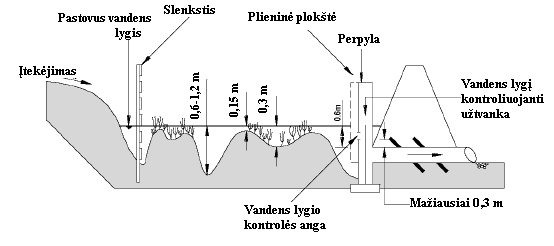 Slenkstis
Pastovus vandens
lygis
Plieninė plokštė
Perpyla
Įtekėjimas
0,6-1,2 m
0,15 m
0,3 m
0.6m
Vandens lygį
kontroliuojanti
užtvanka
Vandens lygio
kontrolės anga
Mažiausiai 0,3 m